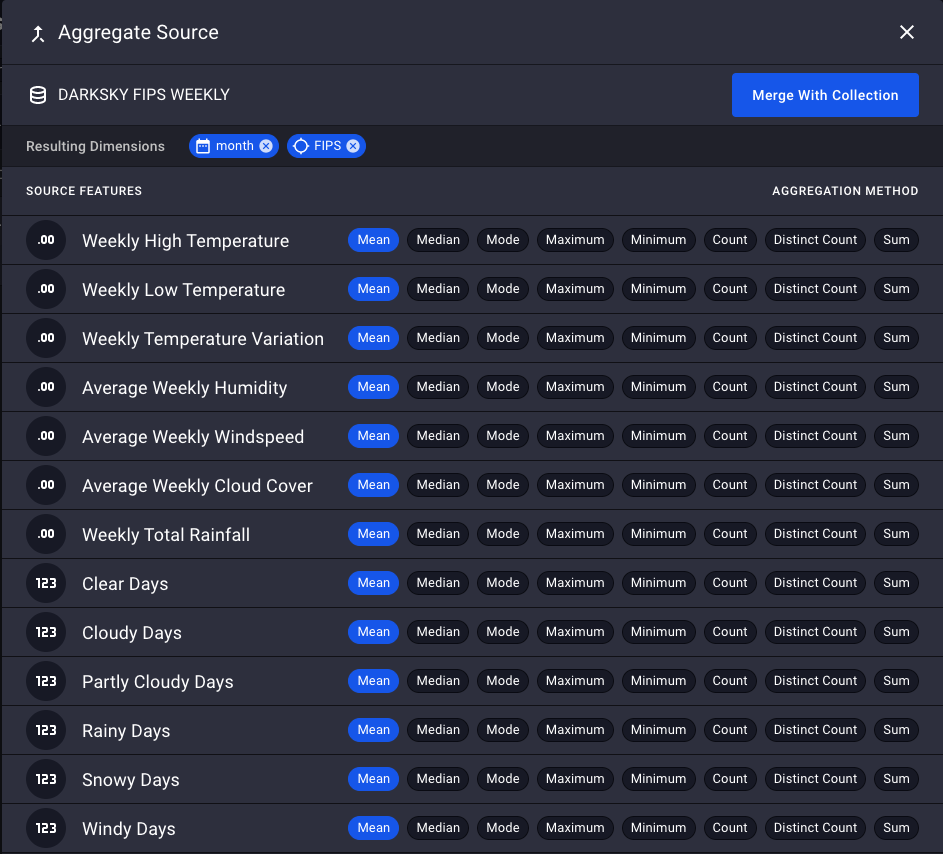 Aggregate Source
DARKSKY FIPS WEEKLY Merge With Collection
Resulting Dimensions month FIPS
SOURCE FEATURES AGGREGATION METHOD
.00 Weekly High Temperature Mean Median Mode Maximum Minimum Count Distinct Count Sum
.00 Weekly Low Temperature Mean Median Mode Maximum Minimum Count Distinct Count Sum
.00 Weekly Temperature Variation Mean Median Mode Maximum Minimum Count Distinct Count Sum
.00 Average Weekly Humidity Mean Median Mode Maximum Minimum Count Distinct Count Sum
.00 Average Weekly Windspeed Mean Median Mode Maximum Minimum Count Distinct Count Sum
.00 Average Weekly Cloud Cover Mean Median Mode Maximum Minimum Count Distinct Count Sum
.00 Weekly Total Rainfall Mean Median Mode Maximum Minimum Count Distinct Count Sum
123 Clear Days Mean Median Mode Maximum Minimum Count Distinct Count Sum
123 Cloudy Days Mean Median Mode Maximum Minimum Count Distinct Count Sum
123 Partly Cloudy Days Mean Median Mode Maximum Minimum Count Distinct Count Sum
123 Rainy Days Mean Median Mode Maximum Minimum Count Distinct Count Sum
123 Snowy Days Mean Median Mode Maximum Minimum Count Distinct Count Sum
123 Windy Days Mean Median Mode Maximum Minimum Count Distinct Count Sum